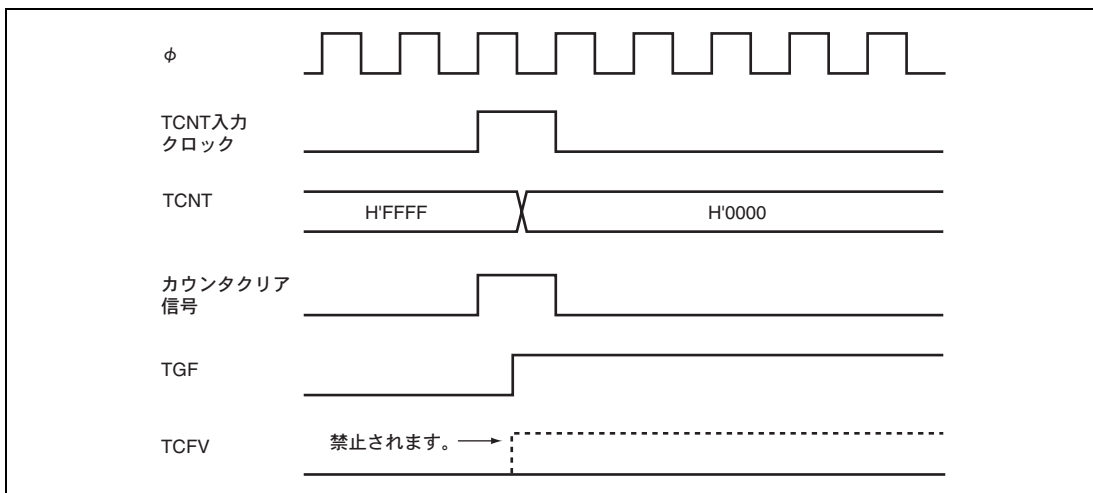 φ
TCNT入力
クロック
TCNT
H'FFFF
H'0000
カウンタクリア
信号
TGF
TCFV
禁止されます。